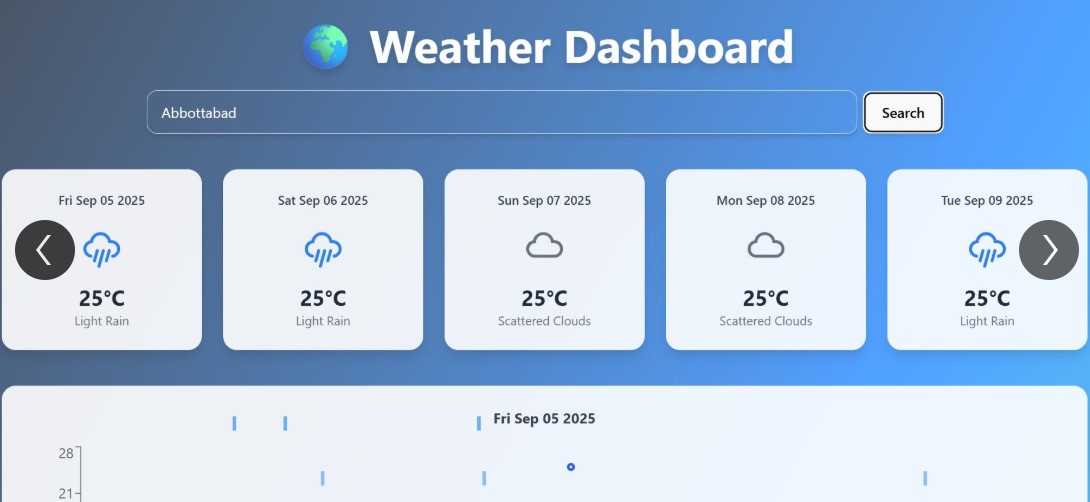 Weather Dashboard
Abbottabad
Search
Fri Sep 05 2025
25°C
Light Rain
Sat Sep 06 2025
25°C
Light Rain
Sun Sep 07 2025
25°C
Scattered Clouds
Mon Sep 08 2025
25°C
Scattered Clouds
Tue Sep 09 2025
25°C
Light Rain
Fri Sep 05 2025
28
21